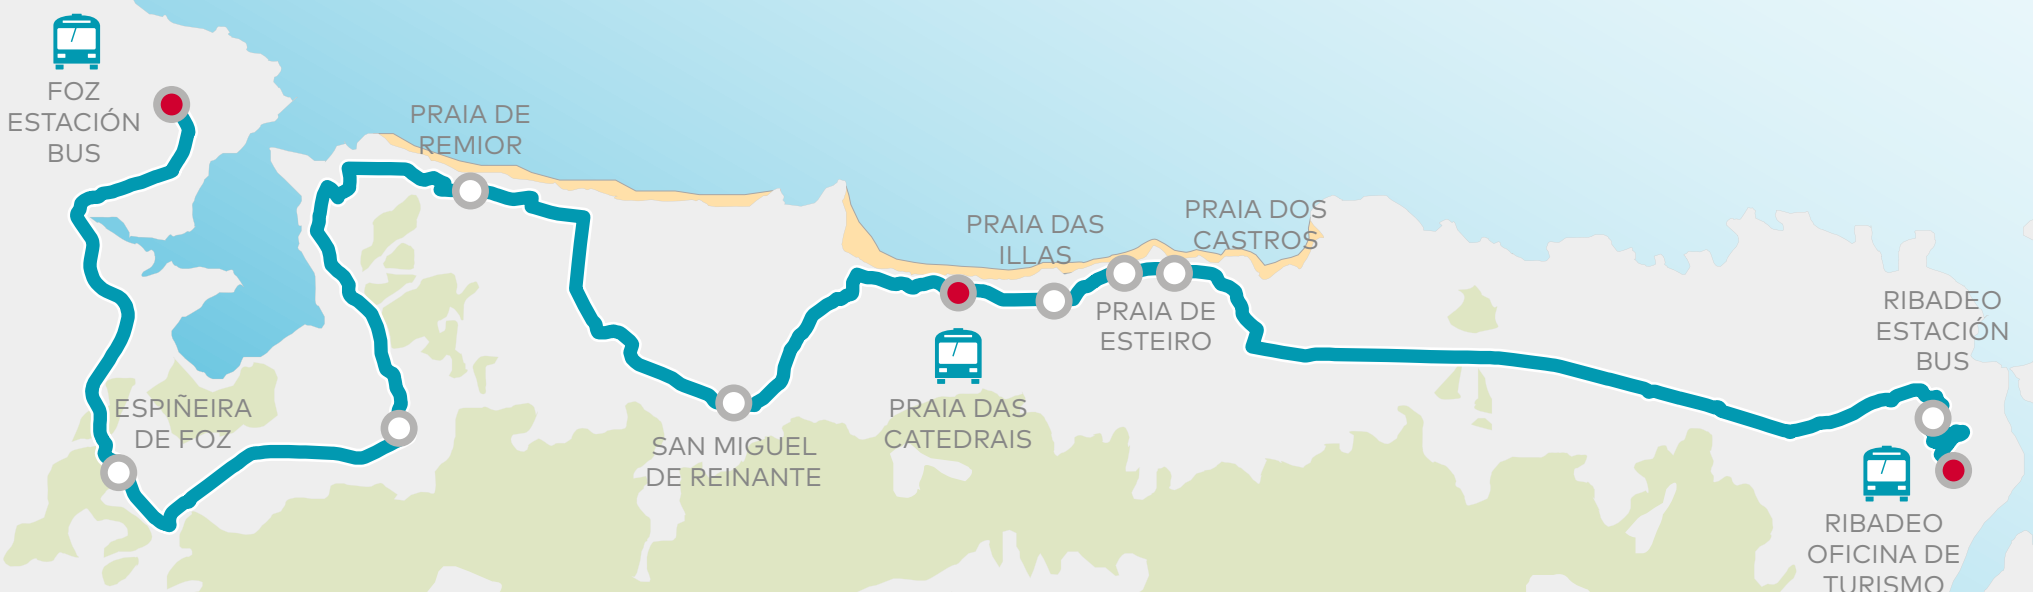 FOZ
ESTACIÓN
BUS
PRAIA DE
REMIOR
ESPIÑEIRA
DE FOZ
SAN MIGUEL
DE REINANTE
PRAIA DAS
CATEDRAIS
PRAIA DAS
ILLAS
PRAIA DE
ESTEIRO
PRAIA DOS
CASTROS
RIBADEO
ESTACIÓN
BUS
RIBADEO
OFICINA DE
TURISMO